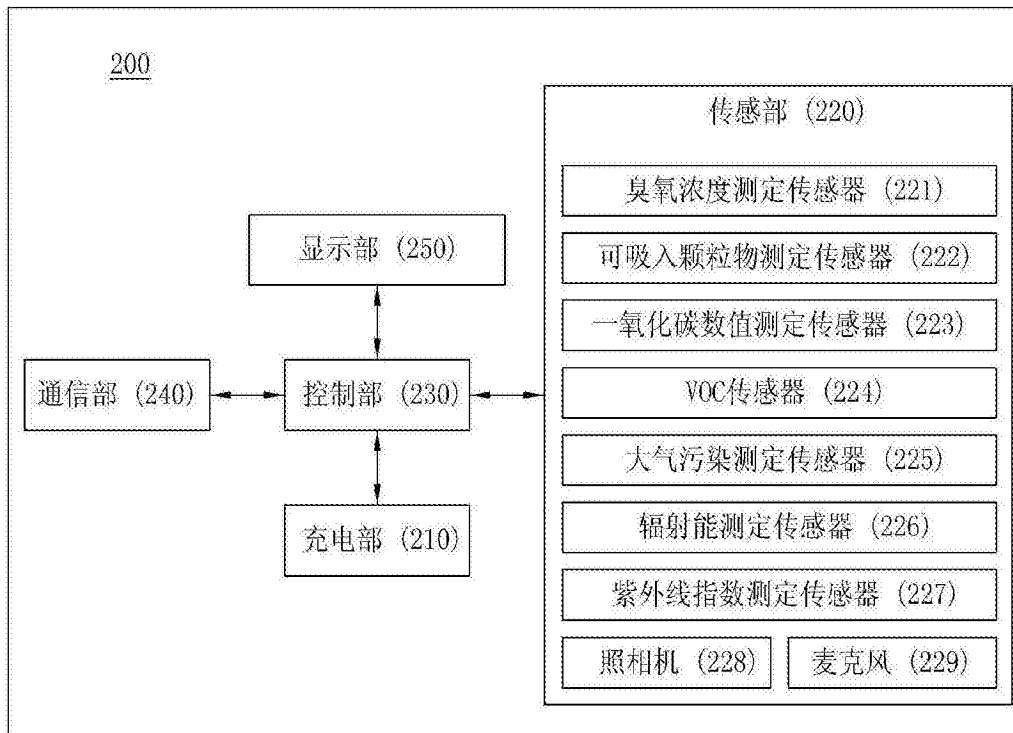 200
传感部 (220)
臭氧浓度测定传感器 (221)
可吸入颗粒物测定传感器 (222)
一氧化碳数值测定传感器 (223)
VOC传感器 (224)
大气污染测定传感器 (225)
辐射能测定传感器 (226)
紫外线指数测定传感器 (227)
照相机 (228)
麦克风 (229)
显示部 (250)
通信部 (240)
控制部 (230)
充电部 (210)